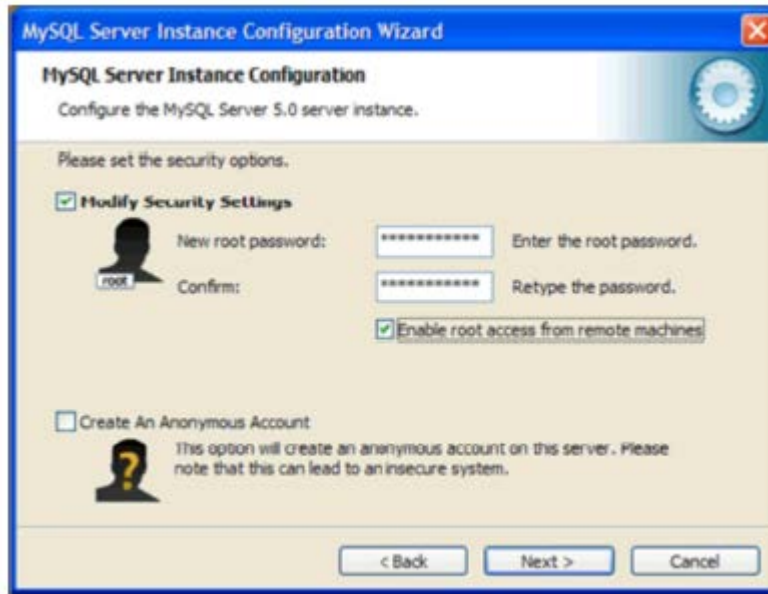 MySQL Server Instance Configuration Wizard
MySQL Server Instance Configuration
Configure the MySQL Server 5.0 server instance.
Please set the security options.
Modify Security Settings
root
New root password: *********** Enter the root password.
Confirm: *********** Retype the password.
Enable root access from remote machines
Create An Anonymous Account
?
This option will create an anonymous account on this server. Please
note that this can lead to an insecure system.
< Back Next > Cancel